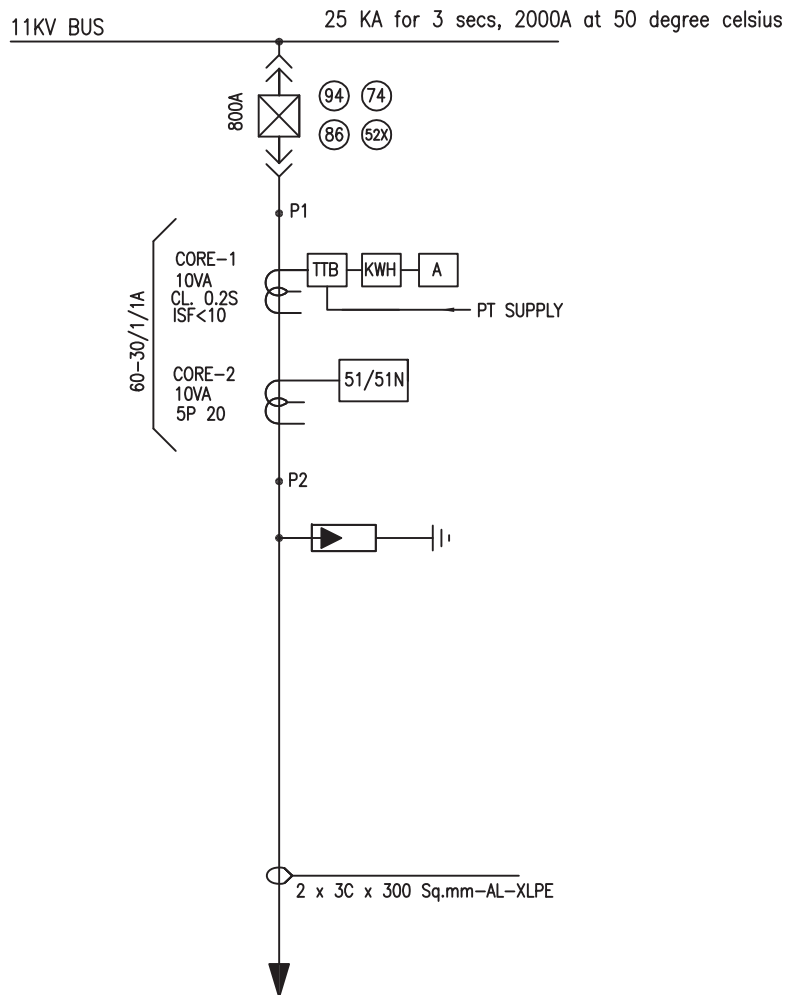 11KV BUS
25 KA for 3 secs, 2000A at 50 degree celsius
800A
94
74
86
52X
P1
60-30/1/1A
CORE-1
10VA
CL. 0.2S
ISF<10
TTB
KWH
A
PT SUPPLY
CORE-2
10VA
5P 20
51/51N
P2
2 x 3C x 300 Sq.mm-AL-XLPE